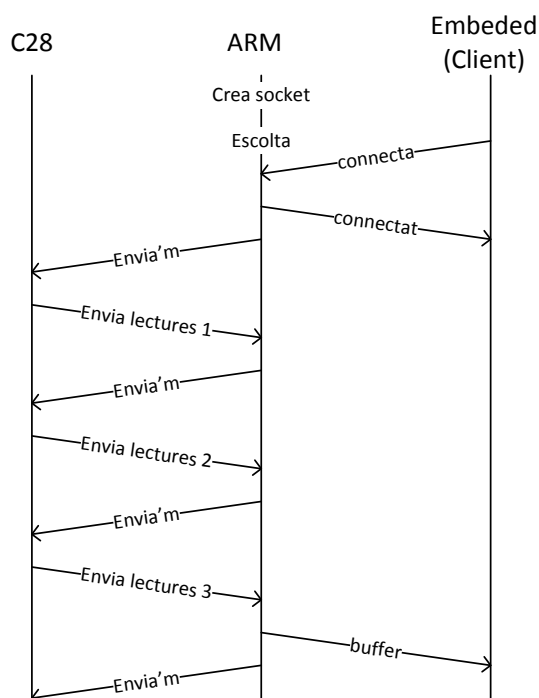 C28
ARM
Embeded
(Client)
Crea socket
Escolta
connecta
connectat
Envia'm
Envia lectures 1
Envia'm
Envia lectures 2
Envia'm
Envia lectures 3
buffer
Envia'm